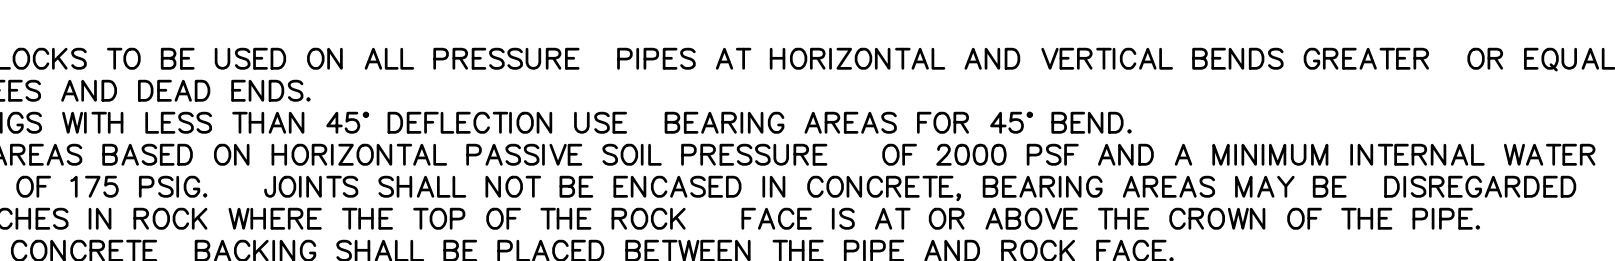 LOCKS TO BE USED ON ALL PRESSURE PIPES AT HORIZONTAL AND VERTICAL BENDS GREATER OR EQUAL
EES AND DEAD ENDS.
IGS WITH LESS THAN 45° DEFLECTION USE BEARING AREAS FOR 45° BEND.
AREAS BASED ON HORIZONTAL PASSIVE SOIL PRESSURE OF 2000 PSF AND A MINIMUM INTERNAL WATER
OF 175 PSIG. JOINTS SHALL NOT BE ENCASED IN CONCRETE, BEARING AREAS MAY BE DISREGARDED
CHES IN ROCK WHERE THE TOP OF THE ROCK FACE IS AT OR ABOVE THE CROWN OF THE PIPE.
CONCRETE BACKING SHALL BE PLACED BETWEEN THE PIPE AND ROCK FACE.